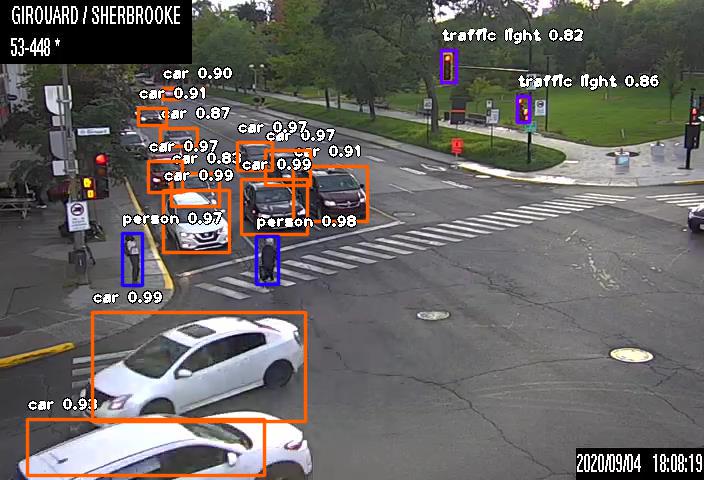 GIROUARD / SHERBROOKE
53-448 *
traffic light 0.82
traffic light 0.86
car 0.90
car 0.91
car 0.87
car 0.97
car 0.97
car 0.97
car 0.83
car 0.99
car 0.91
car 0.99
person 0.97
person 0.98
car 0.99
car 0.93
2020/09/04 18:08:19